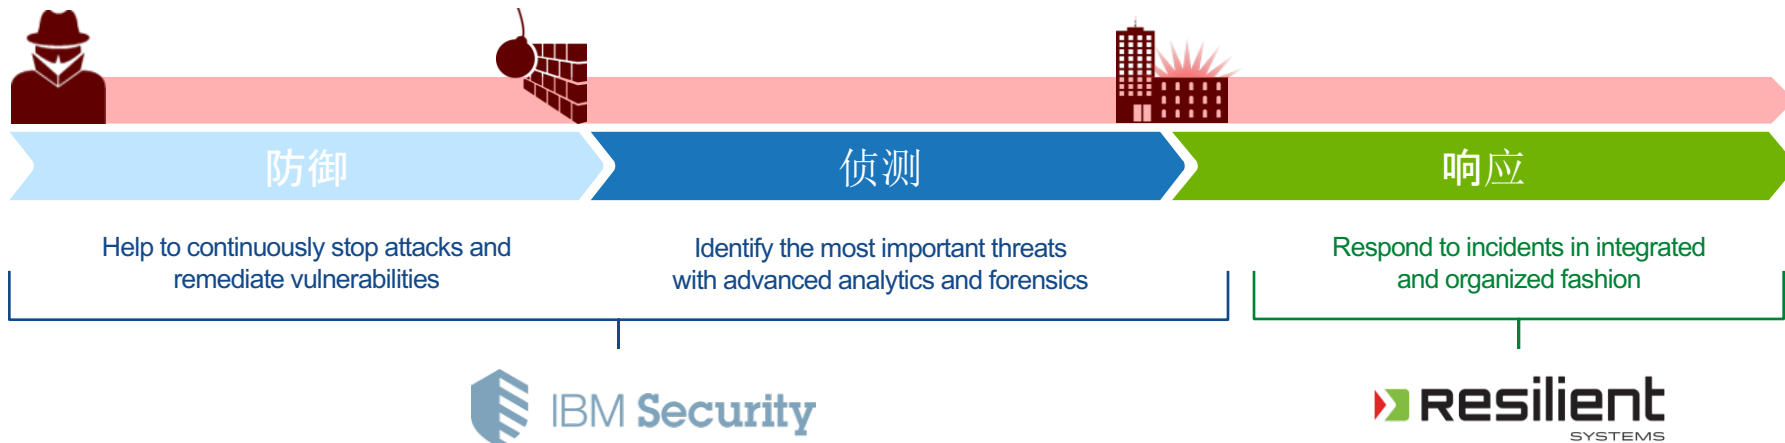 防御
侦测
响应
Help to continuously stop attacks and
remediate vulnerabilities
Identify the most important threats
with advanced analytics and forensics
Respond to incidents in integrated
and organized fashion
IBM Security
Resilient
SYSTEMS